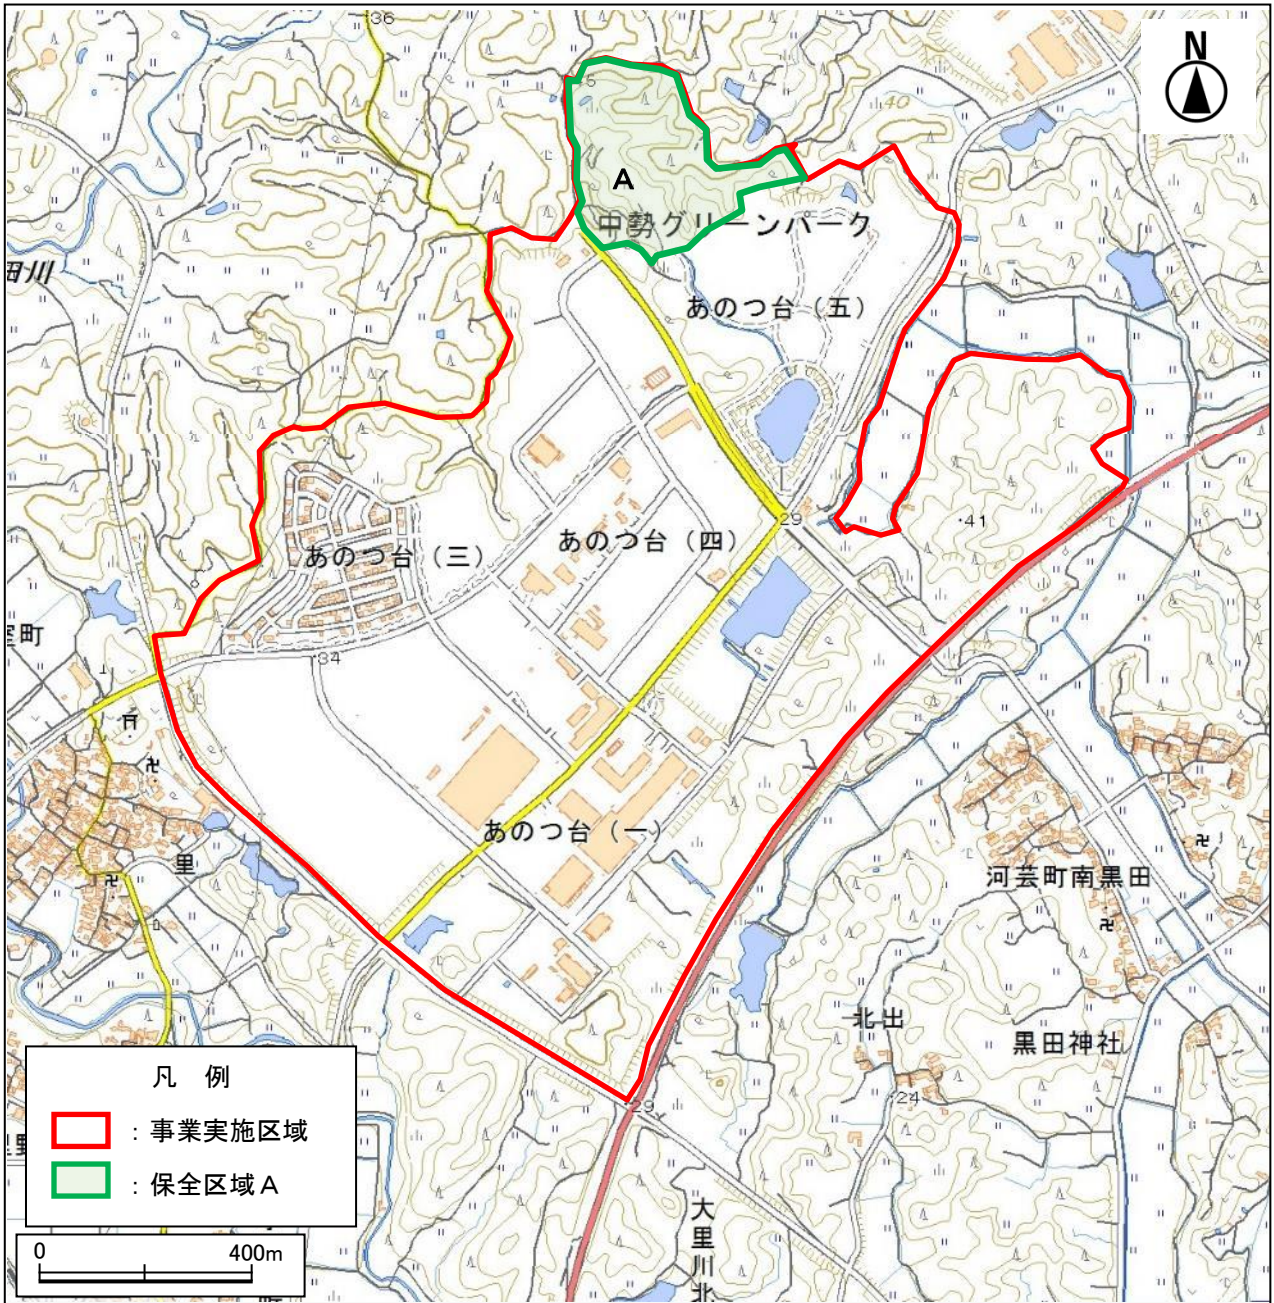 36
N
40
5
A
中勢グリーンパーク
田川
あのつ台（五）
29
41
あのつ台（四）
あのつ台（三）
34
里
あのつ台（一）
河芸町南黒田
北出
黒田神社
24
29
大里川北
凡 例
：事業実施区域
：保全区域A
0 400m